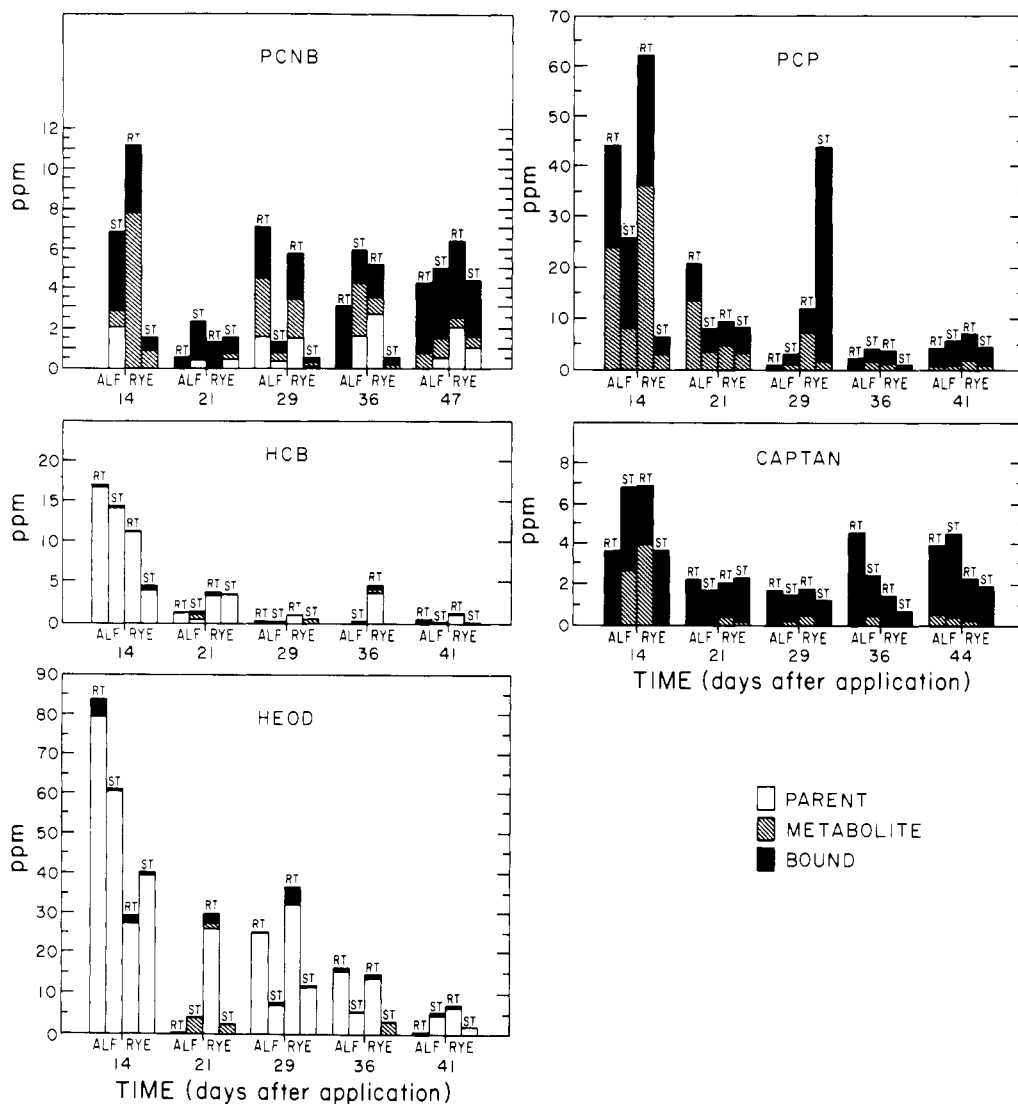 PCNB
ppm
12
10
8
6
4
2
0
ST RT ST
RT ST RT ST
RT ST RT ST
RT ST RT ST
RT ST RT ST
ALF RYE ALF RYE ALF RYE ALF RYE ALF RYE
14 21 29 36 47
PCP
ppm
70
60
50
40
30
20
10
0
RT ST RT ST
RT ST RT ST
RT ST RT ST
RT ST RT ST
RT ST RT ST
ALF RYE ALF RYE ALF RYE ALF RYE ALF RYE
14 21 29 36 41
HCB
ppm
20
15
10
5
0
RT ST RT ST
RT ST RT ST
RT ST RT ST
ST RT
RT ST RT ST
ALF RYE ALF RYE ALF RYE ALF RYE ALF RYE
14 21 29 36 41
CAPTAN
ppm
8
6
4
2
0
RT ST RT ST
RT ST RT ST
RT ST RT ST
RT ST RT ST
RT ST RT ST
ALF RYE ALF RYE ALF RYE ALF RYE ALF RYE
14 21 29 36 44
TIME (days after application)
HEOD
ppm
90
80
70
60
50
40
30
20
10
0
RT ST RT ST
RT ST RT ST
RT ST RT ST
RT ST RT ST
RT ST RT ST
ALF RYE ALF RYE ALF RYE ALF RYE ALF RYE
14 21 29 36 41
TIME (days after application)
PARENT
METABOLITE
BOUND